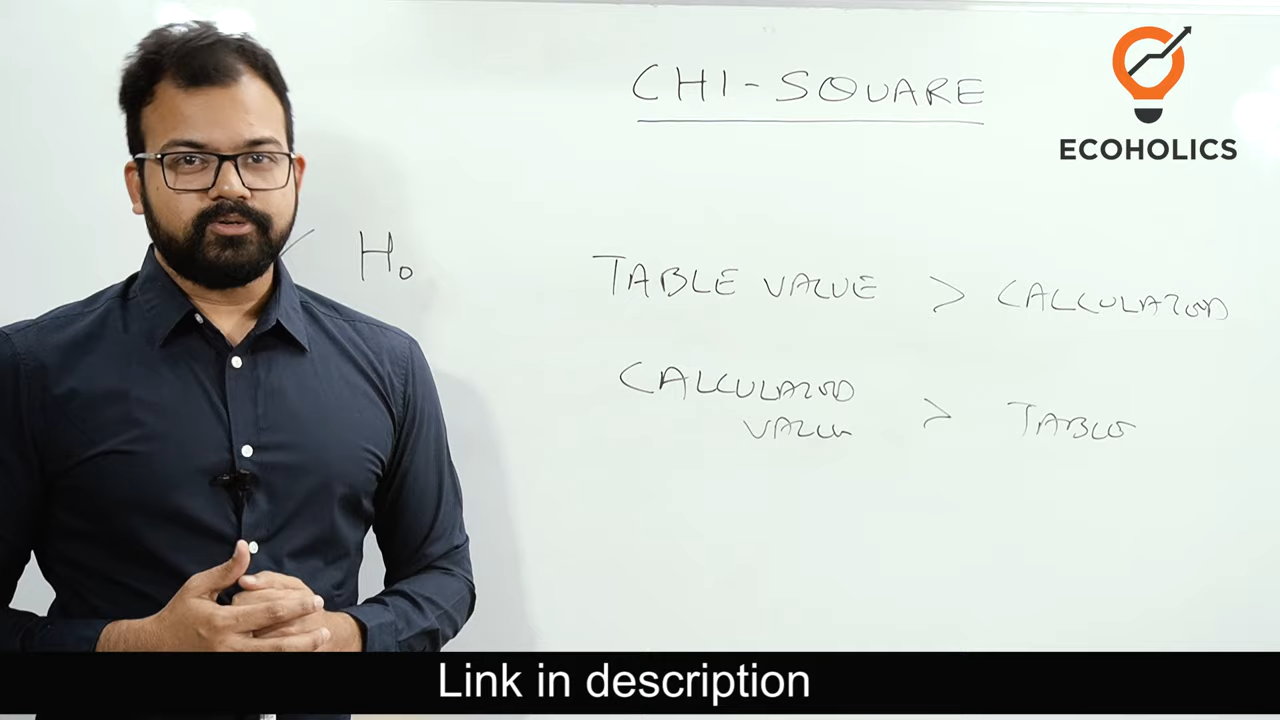 CHI-SQUARE
ECOHOLICS
H₀
TABLE VALUE > CALCULATED
CALCULATED
VALUE > TABLE
Link in description